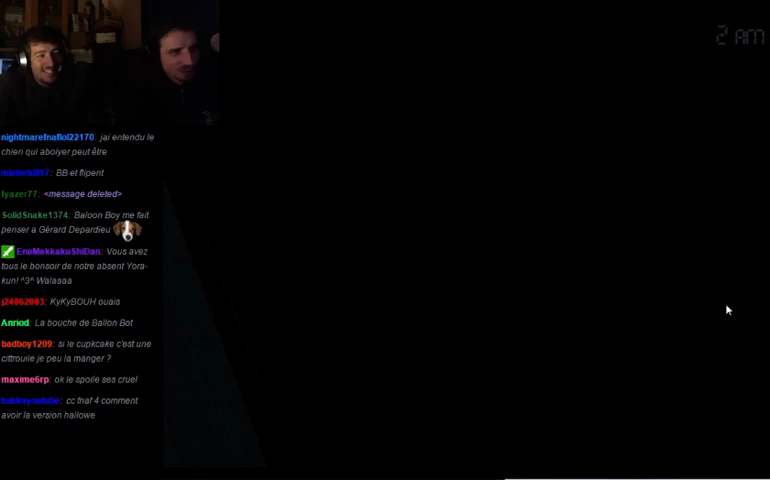 2 AM
nightmarefnaflol22170: jai entendu le
chien qui aboiyer peut être
BB et flipent
lyazer77: <message deleted>
SolidSnake1374: Baloon Boy me fait
penser a Gérard Depardieu
EneMekkakuShiDan: Vous avez
tous le bonsoir de notre absent Yora-
kun! ^3^ Walaaaa
j24062003: KyKyBOUH ouais
Anriod: La bouche de Ballon Bot
badboy1209: si le cupkcake c'est une
cittrouile je peu la manger ?
maxime6rp: ok le spoile ses cruel
cc fnaf 4 comment
avoir la version hallowe